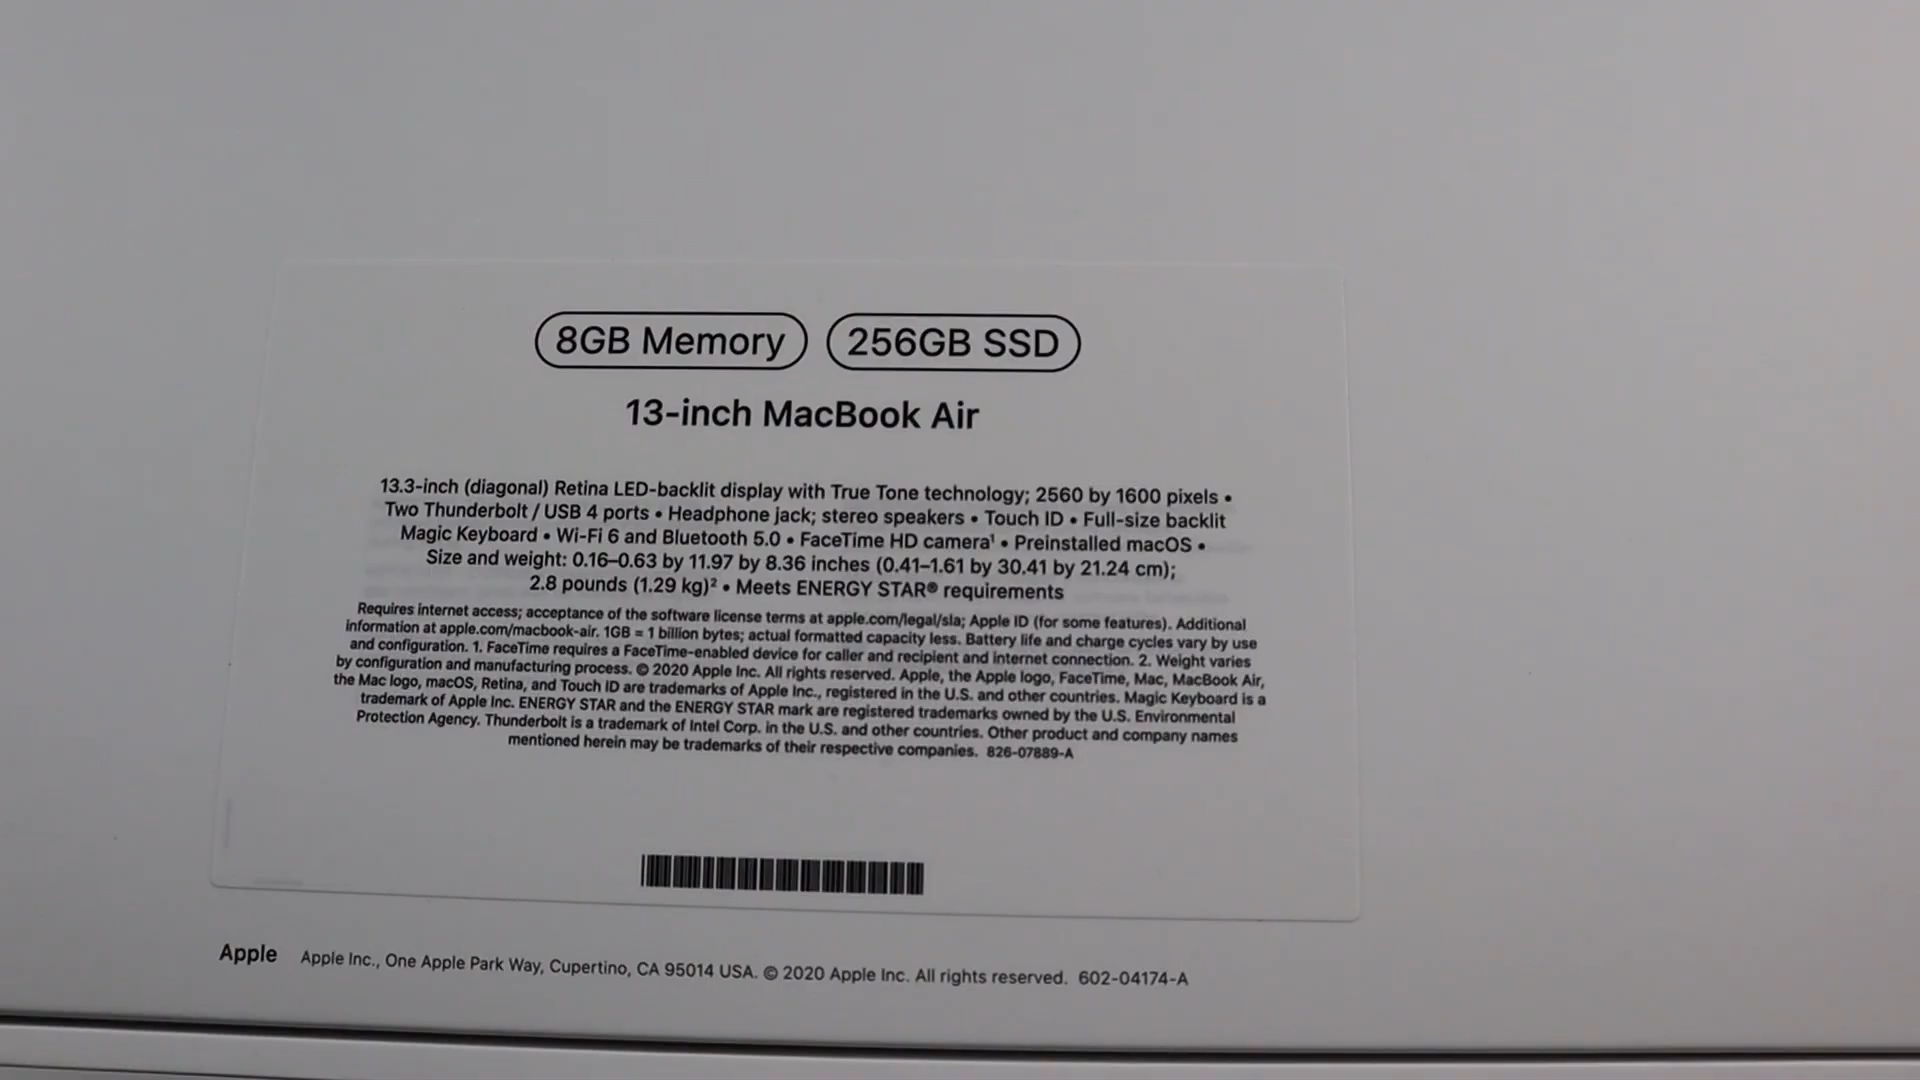 8GB Memory 256GB SSD
13-inch MacBook Air
13.3-inch (diagonal) Retina LED-backlit display with True Tone technology; 2560 by 1600 pixels •
Two Thunderbolt / USB 4 ports • Headphone jack; stereo speakers • Touch ID • Full-size backlit
Magic Keyboard • Wi-Fi 6 and Bluetooth 5.0 • FaceTime HD camera¹ • Preinstalled macOS •
Size and weight: 0.16–0.63 by 11.97 by 8.36 inches (0.41–1.61 by 30.41 by 21.24 cm);
2.8 pounds (1.29 kg)² • Meets ENERGY STAR® requirements
Requires internet access; acceptance of the software license terms at apple.com/legal/sla; Apple ID (for some features). Additional
information at apple.com/macbook-air. 1GB = 1 billion bytes; actual formatted capacity less. Battery life and charge cycles vary by use
and configuration. 1. FaceTime requires a FaceTime-enabled device for caller and recipient and internet connection. 2. Weight varies
by configuration and manufacturing process. © 2020 Apple Inc. All rights reserved. Apple, the Apple logo, FaceTime, Mac, MacBook Air,
the Mac logo, macOS, Retina, and Touch ID are trademarks of Apple Inc., registered in the U.S. and other countries. Magic Keyboard is a
trademark of Apple Inc. ENERGY STAR and the ENERGY STAR mark are registered trademarks owned by the U.S. Environmental
Protection Agency. Thunderbolt is a trademark of Intel Corp. in the U.S. and other countries. Other product and company names
mentioned herein may be trademarks of their respective companies. 826-07889-A
Apple Apple Inc., One Apple Park Way, Cupertino, CA 95014 USA. © 2020 Apple Inc. All rights reserved. 602-04174-A